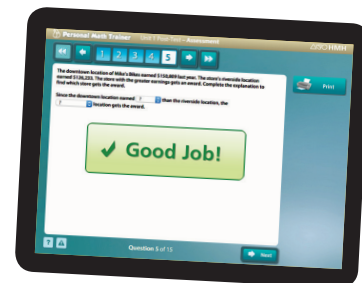 Personal Math Trainer
HMH
1 2 3 4 5
Print
The downtown location of Mike's Bikes earned $150,809 last year. The store's riverside location
earned $126,233. The store with the greater earnings gets an award. Complete the explanation to
find which store gets the award.
Since the downtown location earned ? than the riverside location, the
? location gets the award.
✔ Good Job!
? Question 5 of 15
Next